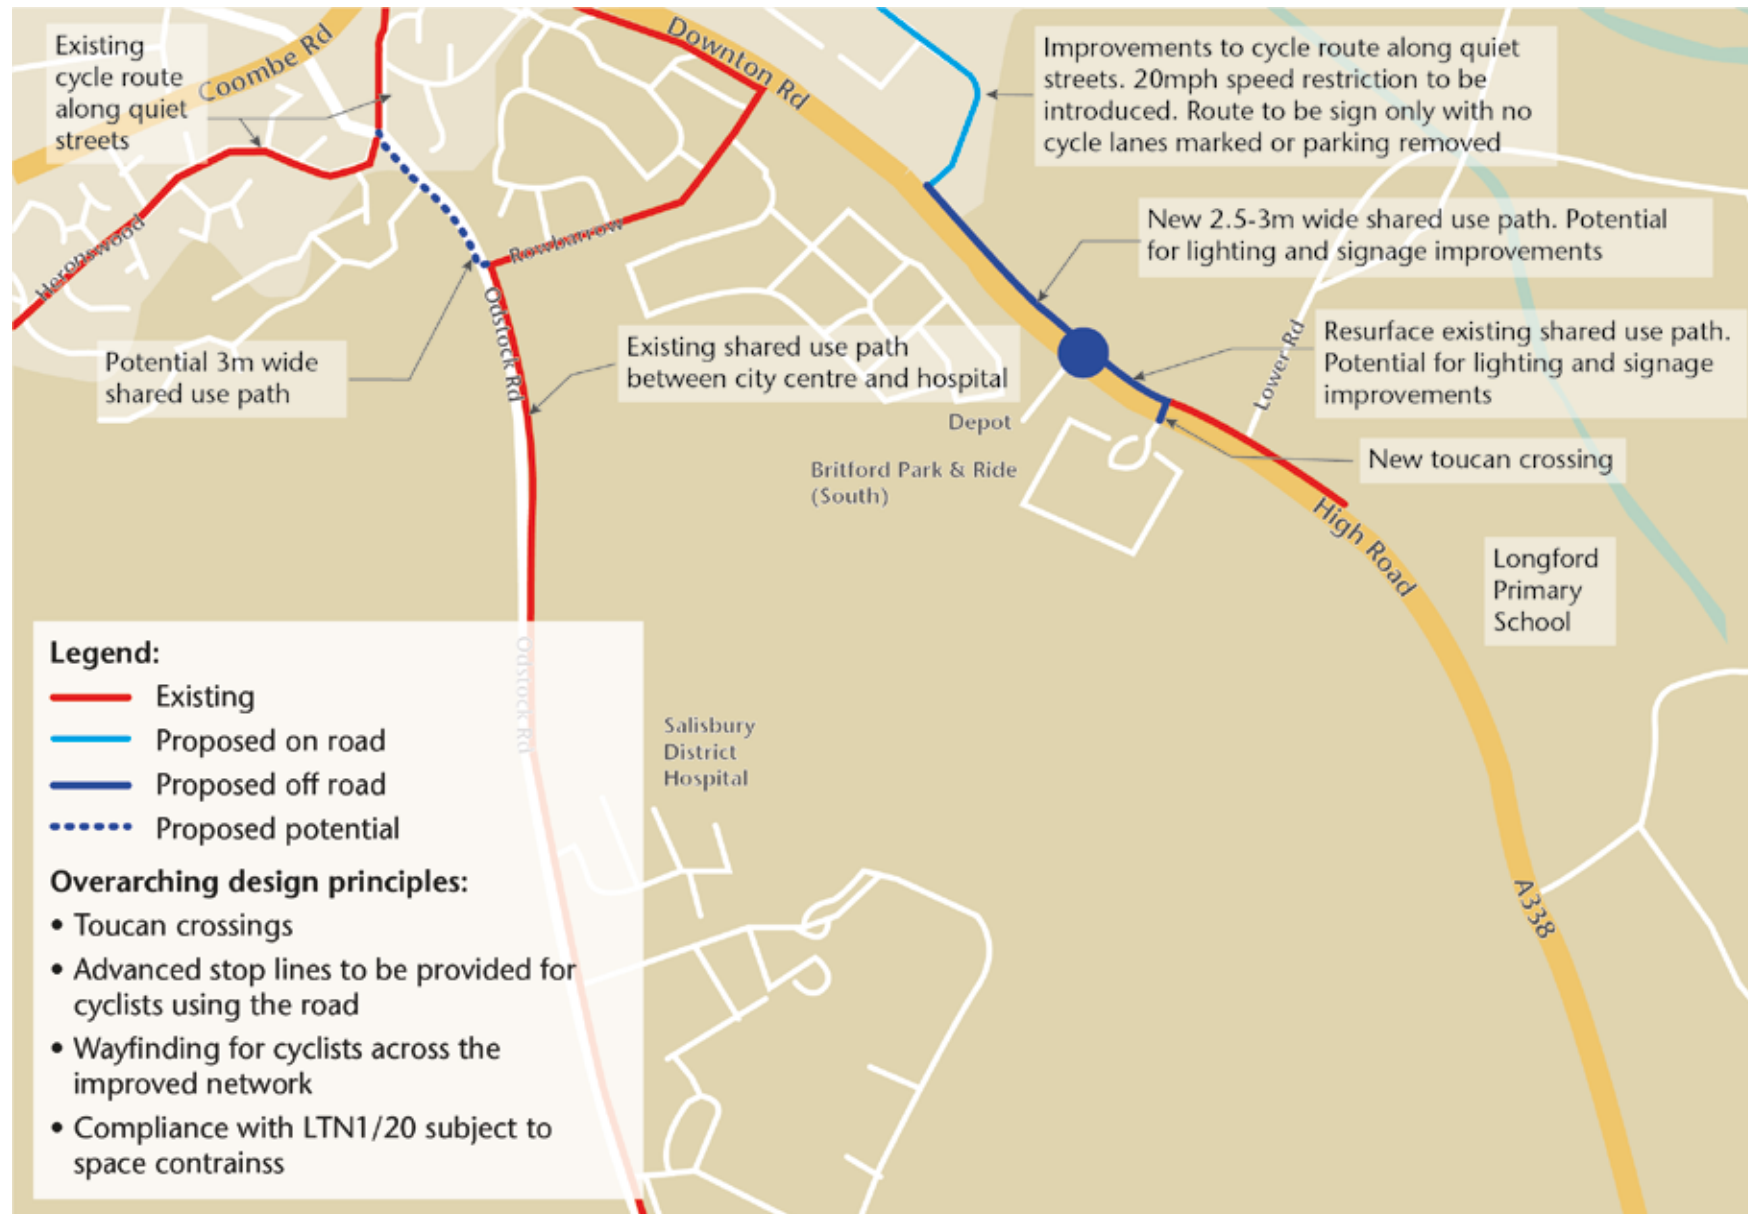 Existing
cycle route
along quiet
streets
Coombe Rd
Downton Rd
Improvements to cycle route along quiet
streets. 20mph speed restriction to be
introduced. Route to be sign only with no
cycle lanes marked or parking removed
New 2.5-3m wide shared use path. Potential
for lighting and signage improvements
Heronswood
Rowbarrow
Odstock Rd
Potential 3m wide
shared use path
Existing shared use path
between city centre and hospital
Resurface existing shared use path.
Potential for lighting and signage
improvements
Lower Rd
Depot
New toucan crossing
Britford Park & Ride
(South)
High Road
Longford
Primary
School
Legend:
Existing
Proposed on road
Proposed off road
Proposed potential
Odstock Rd
Salisbury
District
Hospital
A338
Overarching design principles:
• Toucan crossings
• Advanced stop lines to be provided for
cyclists using the road
• Wayfinding for cyclists across the
improved network
• Compliance with LTN1/20 subject to
space contrainss